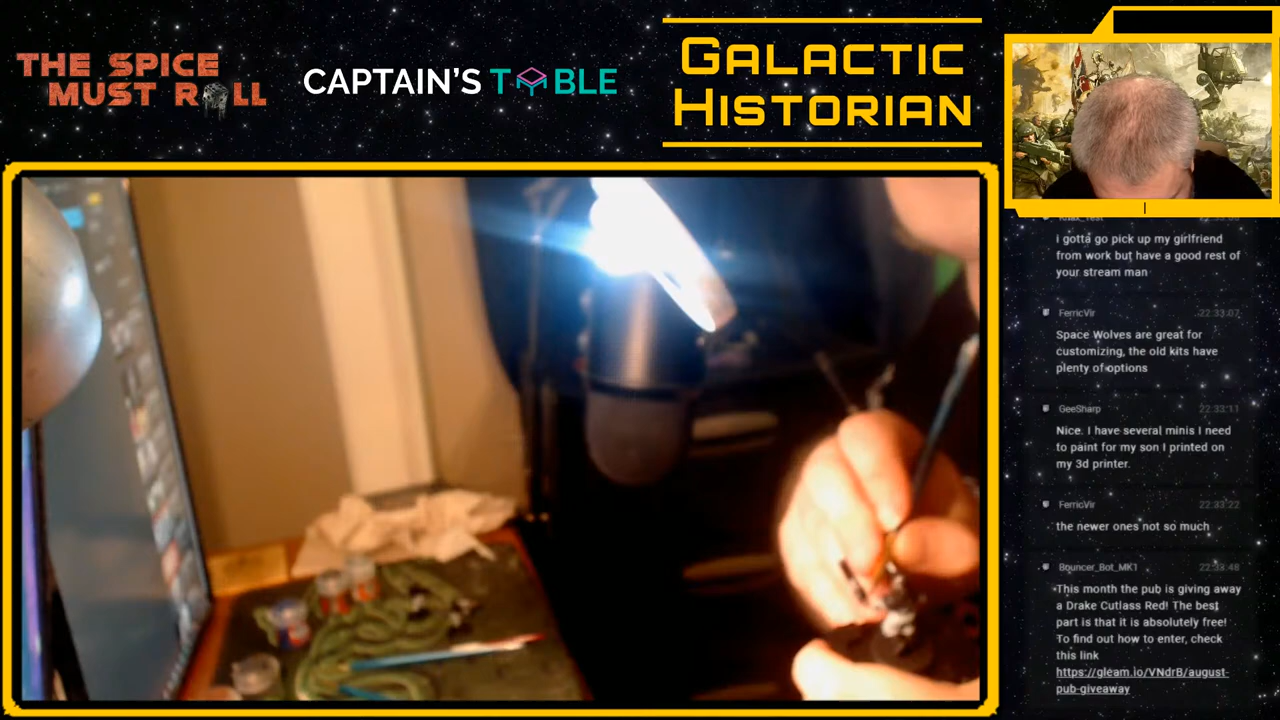 THE SPICE
MUST ROLL
CAPTAIN'S TABLE
GALACTIC
HISTORIAN
i gotta go pick up my girlfriend
from work but have a good rest of
your stream man
FerricVir 22:33:07
Space Wolves are great for
customizing, the old kits have
plenty of options
GeeSharp 22:33:11
Nice. I have several minis I need
to paint for my son I printed on
my 3d printer.
FerricVir 22:33:22
the newer ones not so much
Bouncer_Bot_MK1 22:33:48
This month the pub is giving away
a Drake Cutlass Red! The best
part is that it is absolutely free!
To find out how to enter, check
this link
https://gleam.io/VNdrB/august-
pub-giveaway